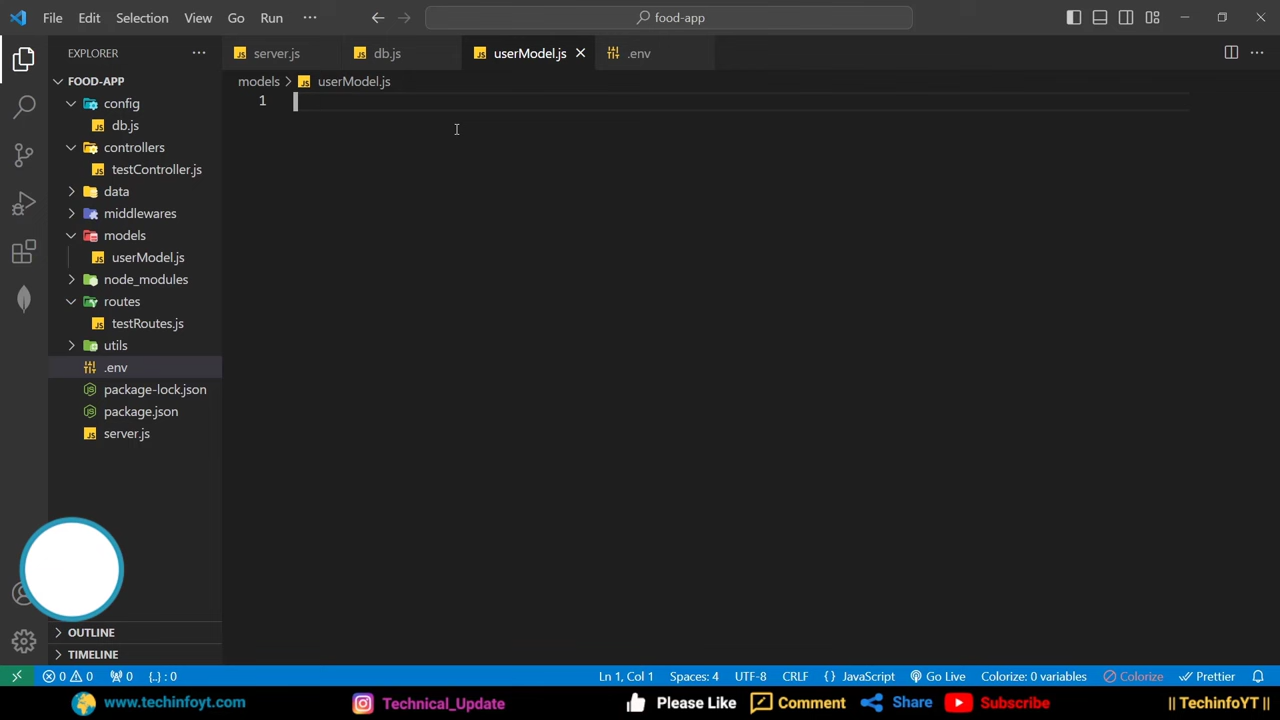 File Edit Selection View Go Run ··· food-app
EXPLORER ··· server.js db.js userModel.js .env
FOOD-APP
models > userModel.js
1
config
db.js
controllers
testController.js
data
middlewares
models
userModel.js
node_modules
routes
testRoutes.js
utils
.env
package-lock.json
package.json
server.js
OUTLINE
TIMELINE
0 0 0 {..} : 0 Ln 1, Col 1 Spaces: 4 UTF-8 CRLF {} JavaScript Go Live Colorize: 0 variables Colorize Prettier
www.techinfoyt.com Technical_Update Please Like Comment Share Subscribe || TechinfoYT ||